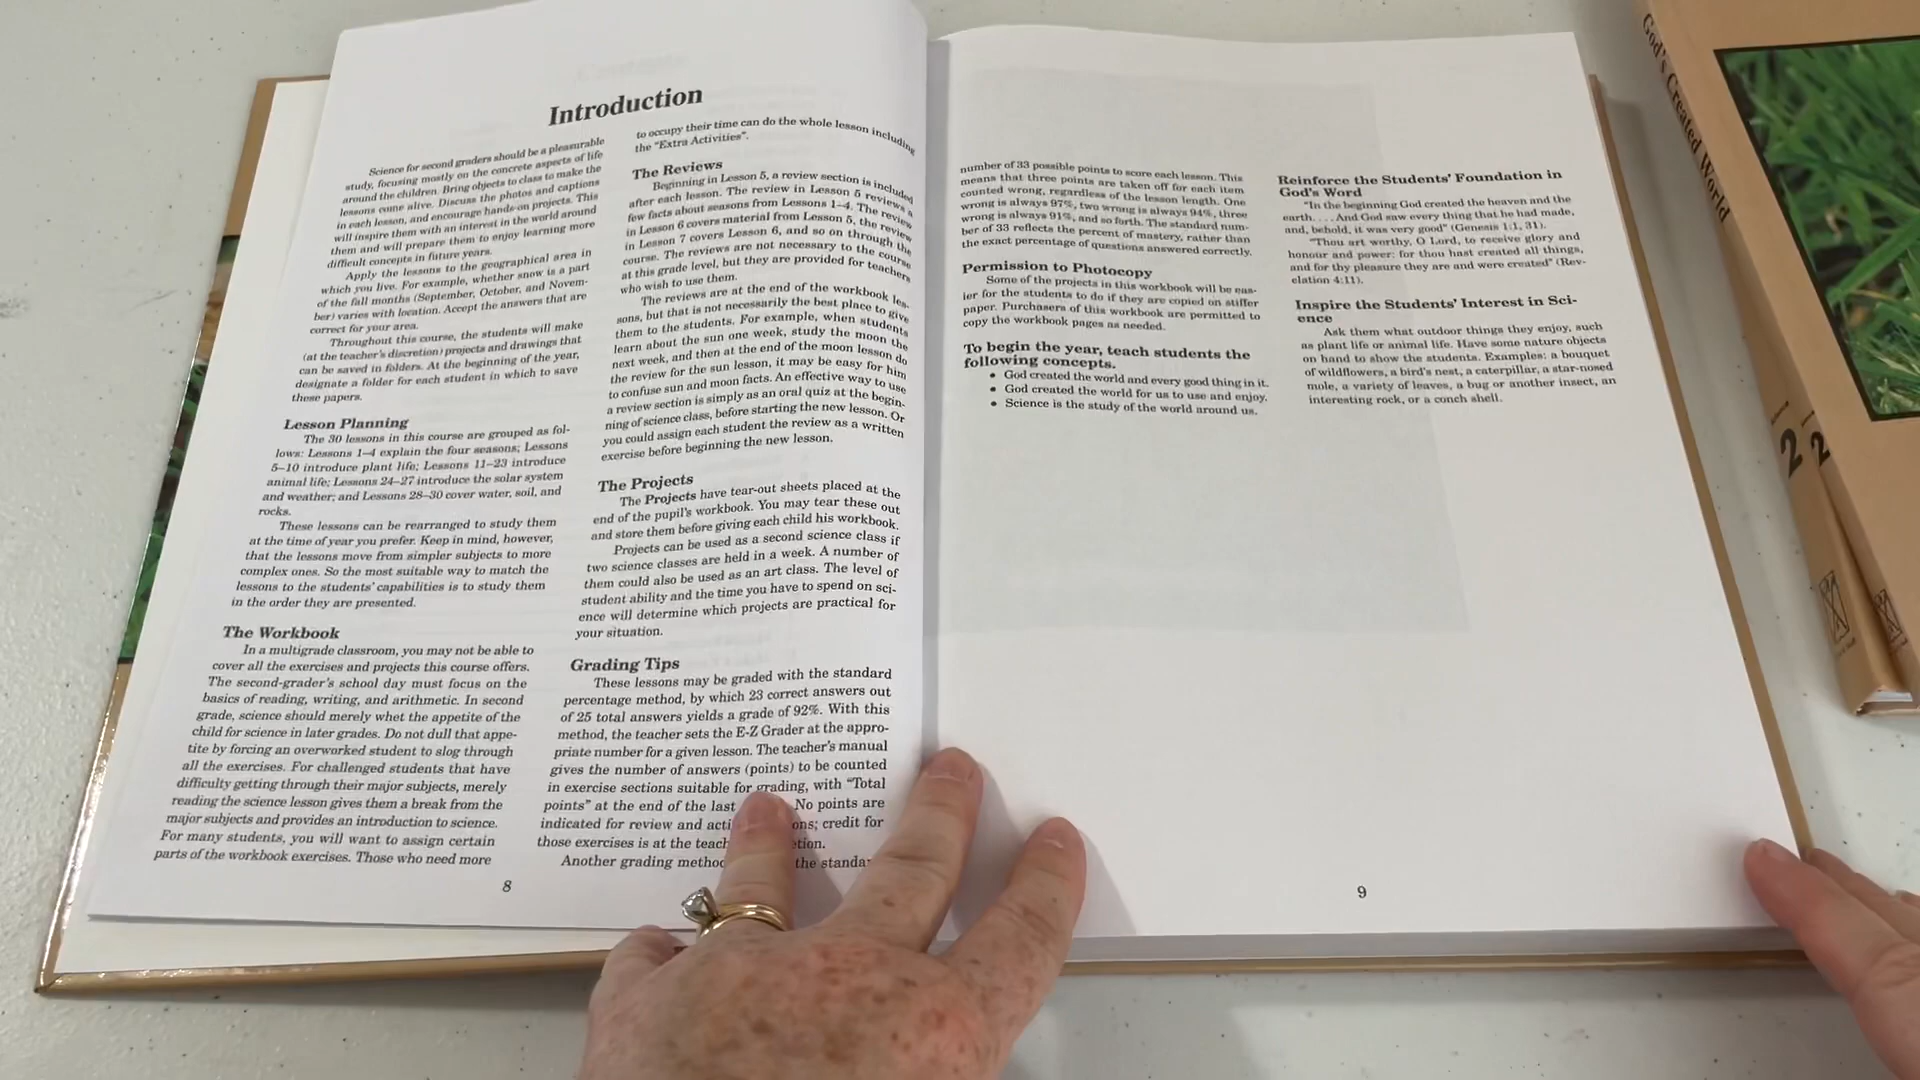 Introduction
Science for second graders should be a pleasurable
study, focusing mostly on the concrete aspects of life
around the children. Bring objects to class to make the
lessons come alive. Discuss the photos and captions
in each lesson, and encourage hands-on projects. This
will inspire them with an interest in the world around
them and will prepare them to enjoy learning more
difficult concepts in future years.
Apply the lessons to the geographical area in
which you live. For example, whether snow is a part
of the fall months (September, October, and Novem-
ber) varies with location. Accept the answers that are
correct for your area.
Throughout this course, the students will make
(at the teacher's discretion) projects and drawings that
can be saved in folders. At the beginning of the year,
designate a folder for each student in which to save
these papers.
Lesson Planning
The 30 lessons in this course are grouped as fol-
lows: Lessons 1–4 explain the four seasons; Lessons
5–10 introduce plant life; Lessons 11–23 introduce
animal life; Lessons 24–27 introduce the solar system
and weather; and Lessons 28–30 cover water, soil, and
rocks.
These lessons can be rearranged to study them
at the time of year you prefer. Keep in mind, however,
that the lessons move from simpler subjects to more
complex ones. So the most suitable way to match the
lessons to the students' capabilities is to study them
in the order they are presented.
The Workbook
In a multigrade classroom, you may not be able to
cover all the exercises and projects this course offers.
The second-grader's school day must focus on the
basics of reading, writing, and arithmetic. In second
grade, science should merely whet the appetite of the
child for science in later grades. Do not dull that appe-
tite by forcing an overworked student to slog through
all the exercises. For challenged students that have
difficulty getting through their major subjects, merely
reading the science lesson gives them a break from the
major subjects and provides an introduction to science.
For many students, you will want to assign certain
parts of the workbook exercises. Those who need more
to occupy their time can do the whole lesson including
the "Extra Activities".
The Reviews
Beginning in Lesson 5, a review section is included
after each lesson. The review in Lesson 5 reviews a
few facts about seasons from Lessons 1–4. The review
in Lesson 6 covers material from Lesson 5, the review
in Lesson 7 covers Lesson 6, and so on through the
course. The reviews are not necessary to the course
at this grade level, but they are provided for teachers
who wish to use them.
The reviews are at the end of the workbook les-
sons, but that is not necessarily the best place to give
them to the students. For example, when students
learn about the sun one week, study the moon the
next week, and then at the end of the moon lesson do
the review for the sun lesson, it may be easy for him
to confuse sun and moon facts. An effective way to use
a review section is simply as an oral quiz at the begin-
ning of science class, before starting the new lesson. Or
you could assign each student the review as a written
exercise before beginning the new lesson.
The Projects
The Projects have tear-out sheets placed at the
end of the pupil's workbook. You may tear these out
and store them before giving each child his workbook.
Projects can be used as a second science class if
two science classes are held in a week. A number of
them could also be used as an art class. The level of
student ability and the time you have to spend on sci-
ence will determine which projects are practical for
your situation.
Grading Tips
These lessons may be graded with the standard
percentage method, by which 23 correct answers out
of 25 total answers yields a grade of 92%. With this
method, the teacher sets the E-Z Grader at the appro-
priate number for a given lesson. The teacher's manual
gives the number of answers (points) to be counted
in exercise sections suitable for grading, with "Total
points" at the end of the last No points are
indicated for review and acti ons; credit for
those exercises is at the teach etion.
Another grading method the standa
8
number of 33 possible points to score each lesson. This
means that three points are taken off for each item
counted wrong, regardless of the lesson length. One
wrong is always 97%, two wrong is always 94%, three
wrong is always 91%, and so forth. The standard num-
ber of 33 reflects the percent of mastery, rather than
the exact percentage of questions answered correctly.
Permission to Photocopy
Some of the projects in this workbook will be eas-
ier for the students to do if they are copied on stiffer
paper. Purchasers of this workbook are permitted to
copy the workbook pages as needed.
To begin the year, teach students the
following concepts.
• God created the world and every good thing in it.
• God created the world for us to use and enjoy.
• Science is the study of the world around us.
Reinforce the Students' Foundation in
God's Word
"In the beginning God created the heaven and the
earth. . . . And God saw every thing that he had made,
and, behold, it was very good" (Genesis 1:1, 31).
"Thou art worthy, O Lord, to receive glory and
honour and power: for thou hast created all things,
and for thy pleasure they are and were created" (Rev-
elation 4:11).
Inspire the Students' Interest in Sci-
ence
Ask them what outdoor things they enjoy, such
as plant life or animal life. Have some nature objects
on hand to show the students. Examples: a bouquet
of wildflowers, a bird's nest, a caterpillar, a star-nosed
mole, a variety of leaves, a bug or another insect, an
interesting rock, or a conch shell.
9
God's Created World
2
2